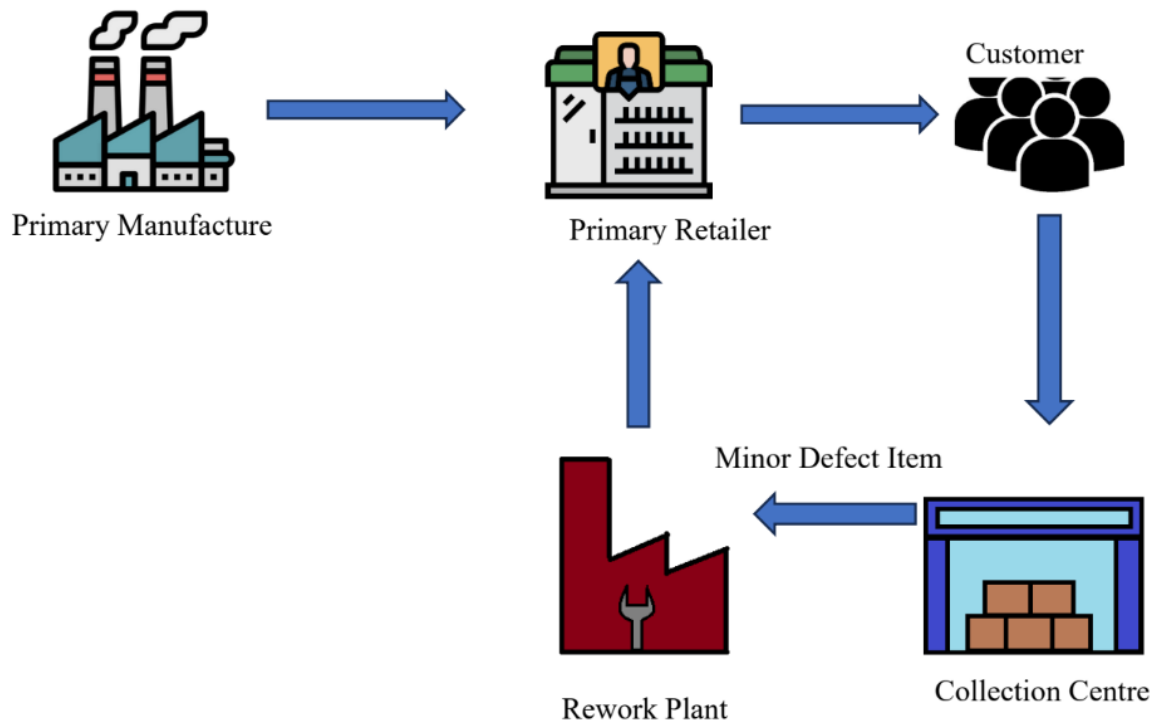 Customer
Primary Manufacture
Primary Retailer
Minor Defect Item
Collection Centre
Rework Plant